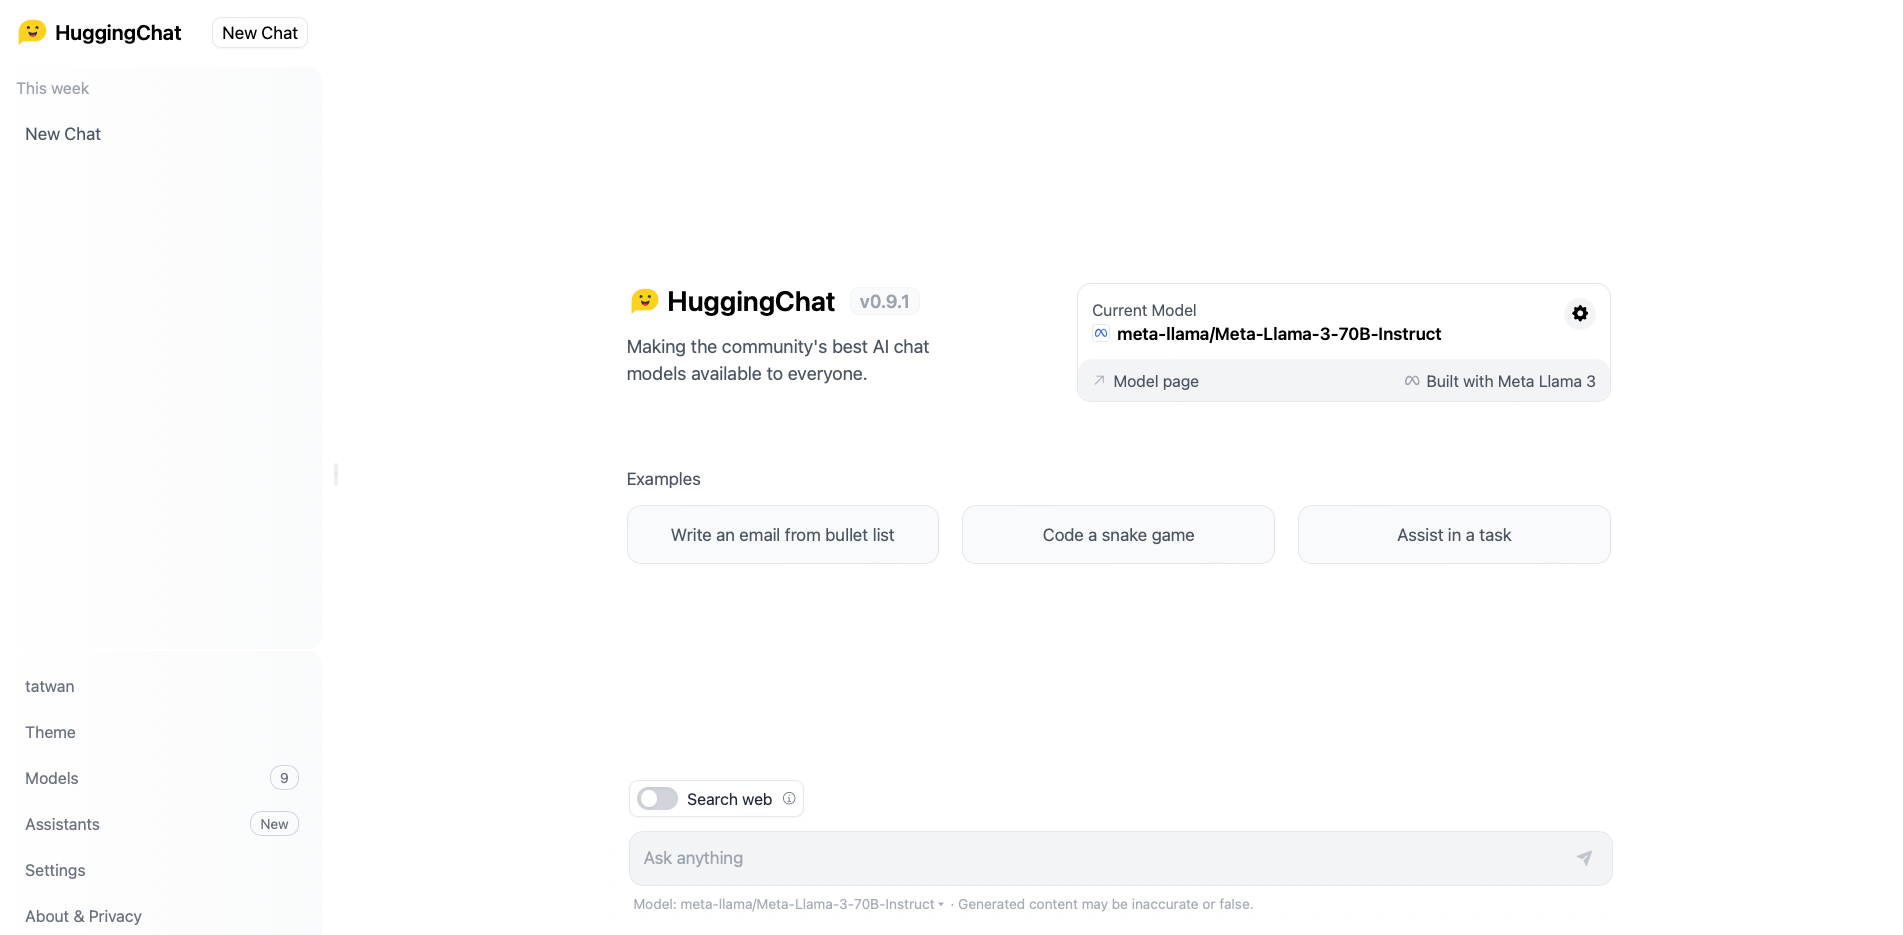 HuggingChat
New Chat
This week
New Chat
tatwan
Theme
Models 9
Assistants New
Settings
About & Privacy
HuggingChat v0.9.1
Making the community's best AI chat
models available to everyone.
Current Model
meta-llama/Meta-Llama-3-70B-Instruct
Model page
Built with Meta Llama 3
Examples
Write an email from bullet list
Code a snake game
Assist in a task
Search web
Ask anything
Model: meta-llama/Meta-Llama-3-70B-Instruct · Generated content may be inaccurate or false.